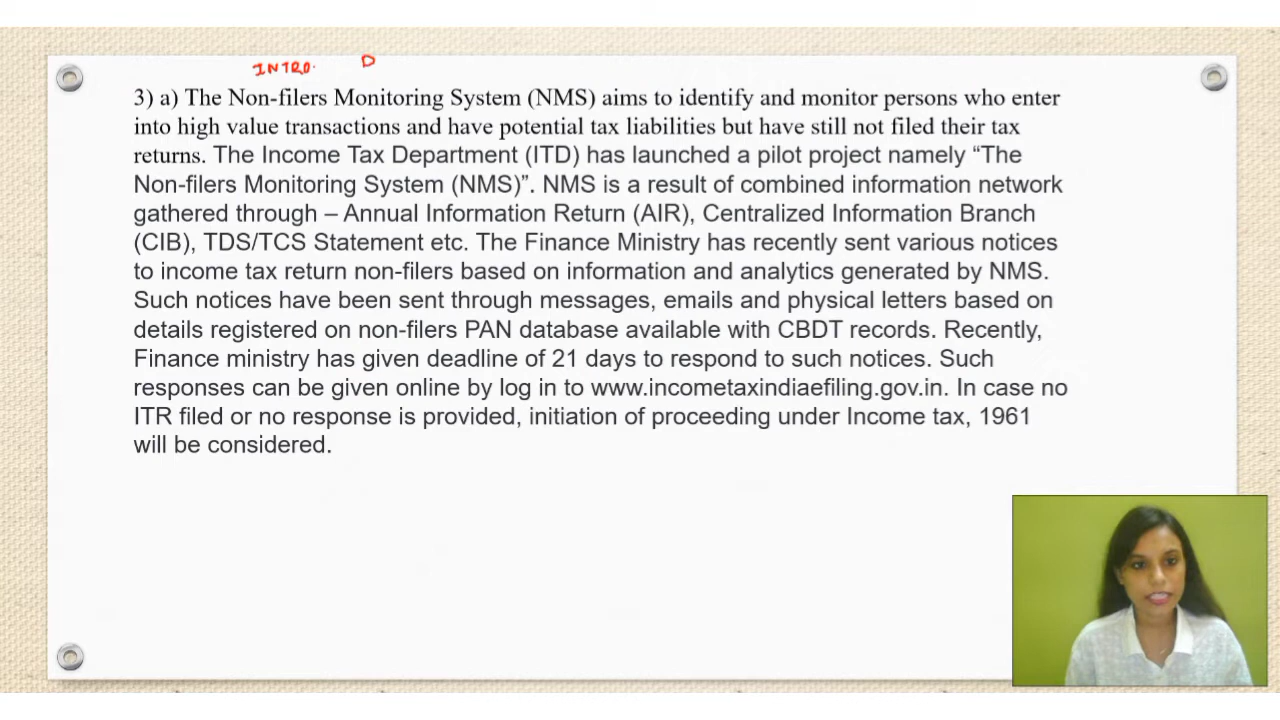 INTRO. D
3) a) The Non-filers Monitoring System (NMS) aims to identify and monitor persons who enter
into high value transactions and have potential tax liabilities but have still not filed their tax
returns. The Income Tax Department (ITD) has launched a pilot project namely “The
Non-filers Monitoring System (NMS)”. NMS is a result of combined information network
gathered through – Annual Information Return (AIR), Centralized Information Branch
(CIB), TDS/TCS Statement etc. The Finance Ministry has recently sent various notices
to income tax return non-filers based on information and analytics generated by NMS.
Such notices have been sent through messages, emails and physical letters based on
details registered on non-filers PAN database available with CBDT records. Recently,
Finance ministry has given deadline of 21 days to respond to such notices. Such
responses can be given online by log in to www.incometaxindiaefiling.gov.in. In case no
ITR filed or no response is provided, initiation of proceeding under Income tax, 1961
will be considered.